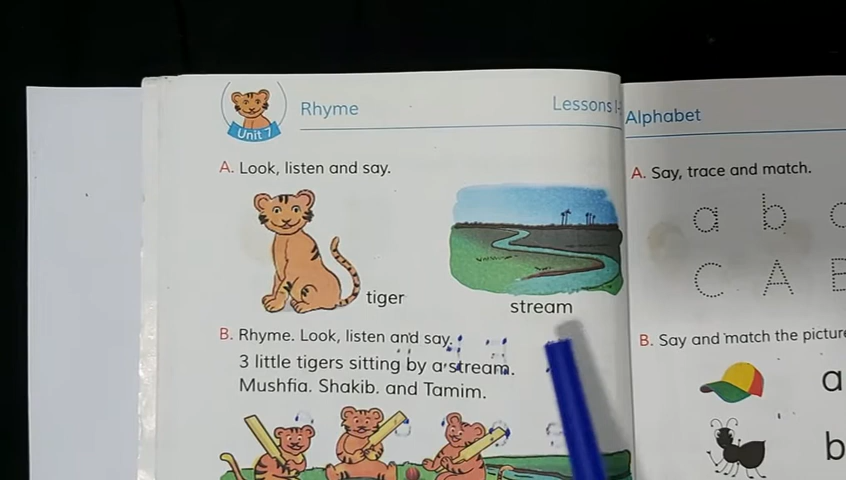 Unit 7
Rhyme
Lessons
A. Look, listen and say.
tiger
stream
B. Rhyme. Look, listen and say.
3 little tigers sitting by a stream.
Mushfia. Shakib. and Tamim.
Alphabet
A. Say, trace and match.
a b
C A
B. Say and match the picture
a
b